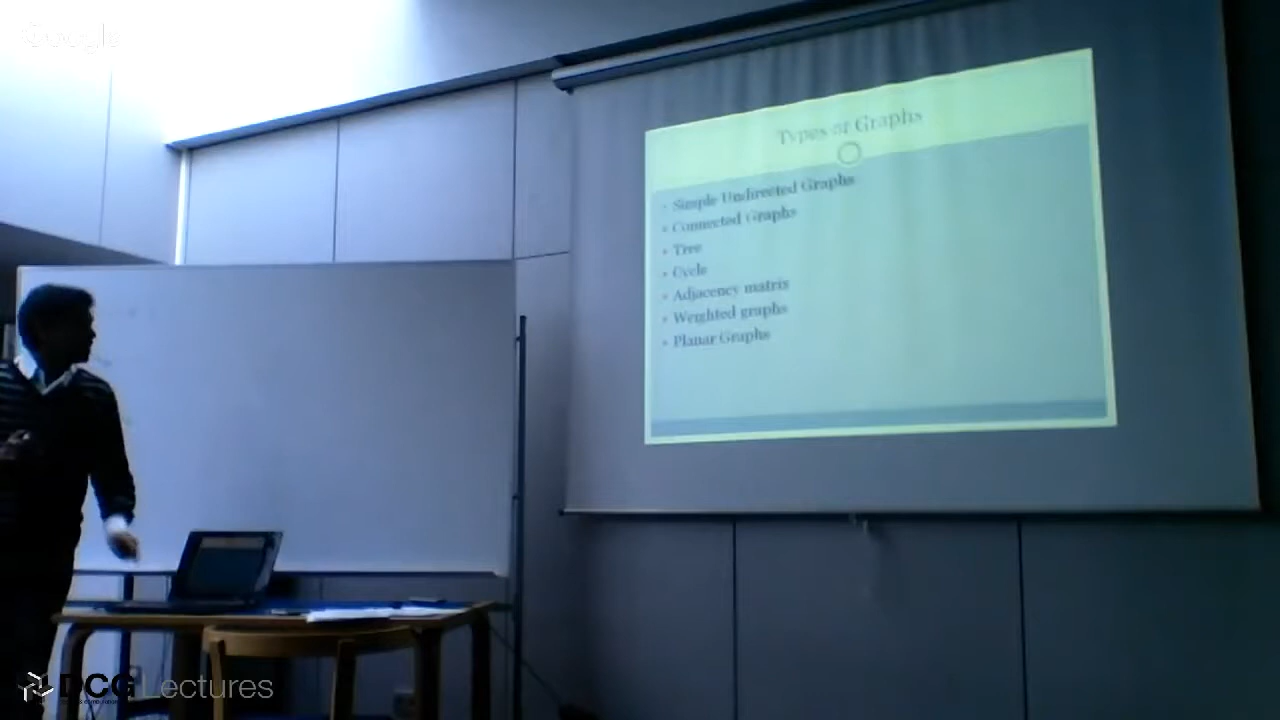 Google
Types of Graphs
• Simple Undirected Graphs
• Connected Graphs
• Tree
• Cycle
• Adjacency matrix
• Weighted graphs
• Planar Graphs
DCG Lectures